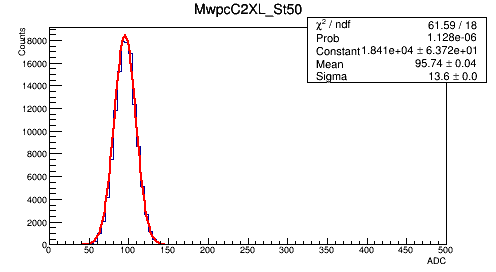 MwpcC2XL_St50
χ² / ndf 61.59 / 18
Prob 1.128e-06
Constant 1.841e+04 ± 6.372e+01
Mean 95.74 ± 0.04
Sigma 13.6 ± 0.0
Counts
18000
16000
14000
12000
10000
8000
6000
4000
2000
0
0 50 100 150 200 250 300 350 400 450 500
ADC